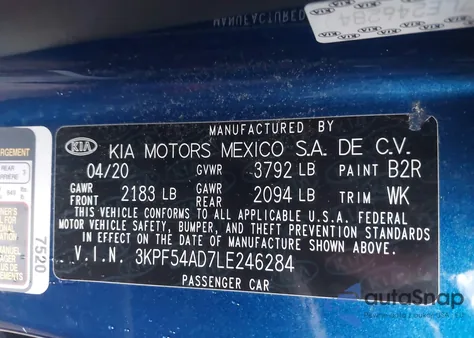 MANUFACTURED BY
KIA KIA MOTORS MEXICO S.A. DE C.V.
04/20 GVWR 3792 LB PAINT B2R
GAWR FRONT 2183 LB GAWR REAR 2094 LB TRIM WK
THIS VEHICLE CONFORMS TO ALL APPLICABLE U.S.A. FEDERAL
MOTOR VEHICLE SAFETY, BUMPER, AND THEFT PREVENTION STANDARDS
IN EFFECT ON THE DATE OF MANUFACTURE SHOWN ABOVE
V.I.N. 3KPF54AD7LE246284
PASSENGER CAR
7520
autoSnap